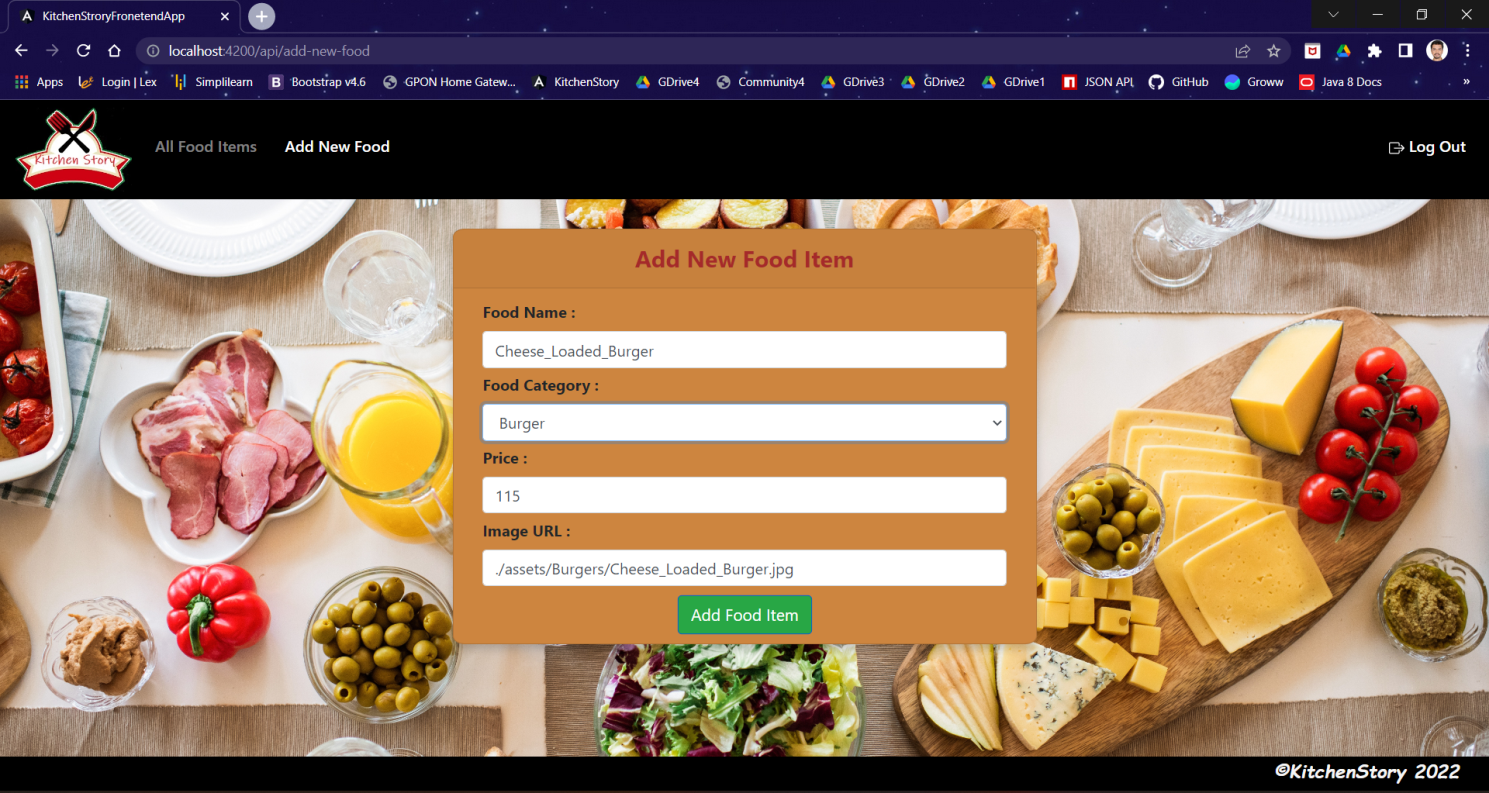 KitchenStroryFronetendApp
localhost:4200/api/add-new-food
Apps Login | Lex Simplilearn Bootstrap v4.6 GPON Home Gatew... KitchenStory GDrive4 Community4 GDrive3 GDrive2 GDrive1 JSON API GitHub Groww Java 8 Docs »
Kitchen Story
All Food Items Add New Food Log Out
Add New Food Item
Food Name :
Cheese_Loaded_Burger
Food Category :
Burger
Price :
115
Image URL :
./assets/Burgers/Cheese_Loaded_Burger.jpg
Add Food Item
©KitchenStory 2022